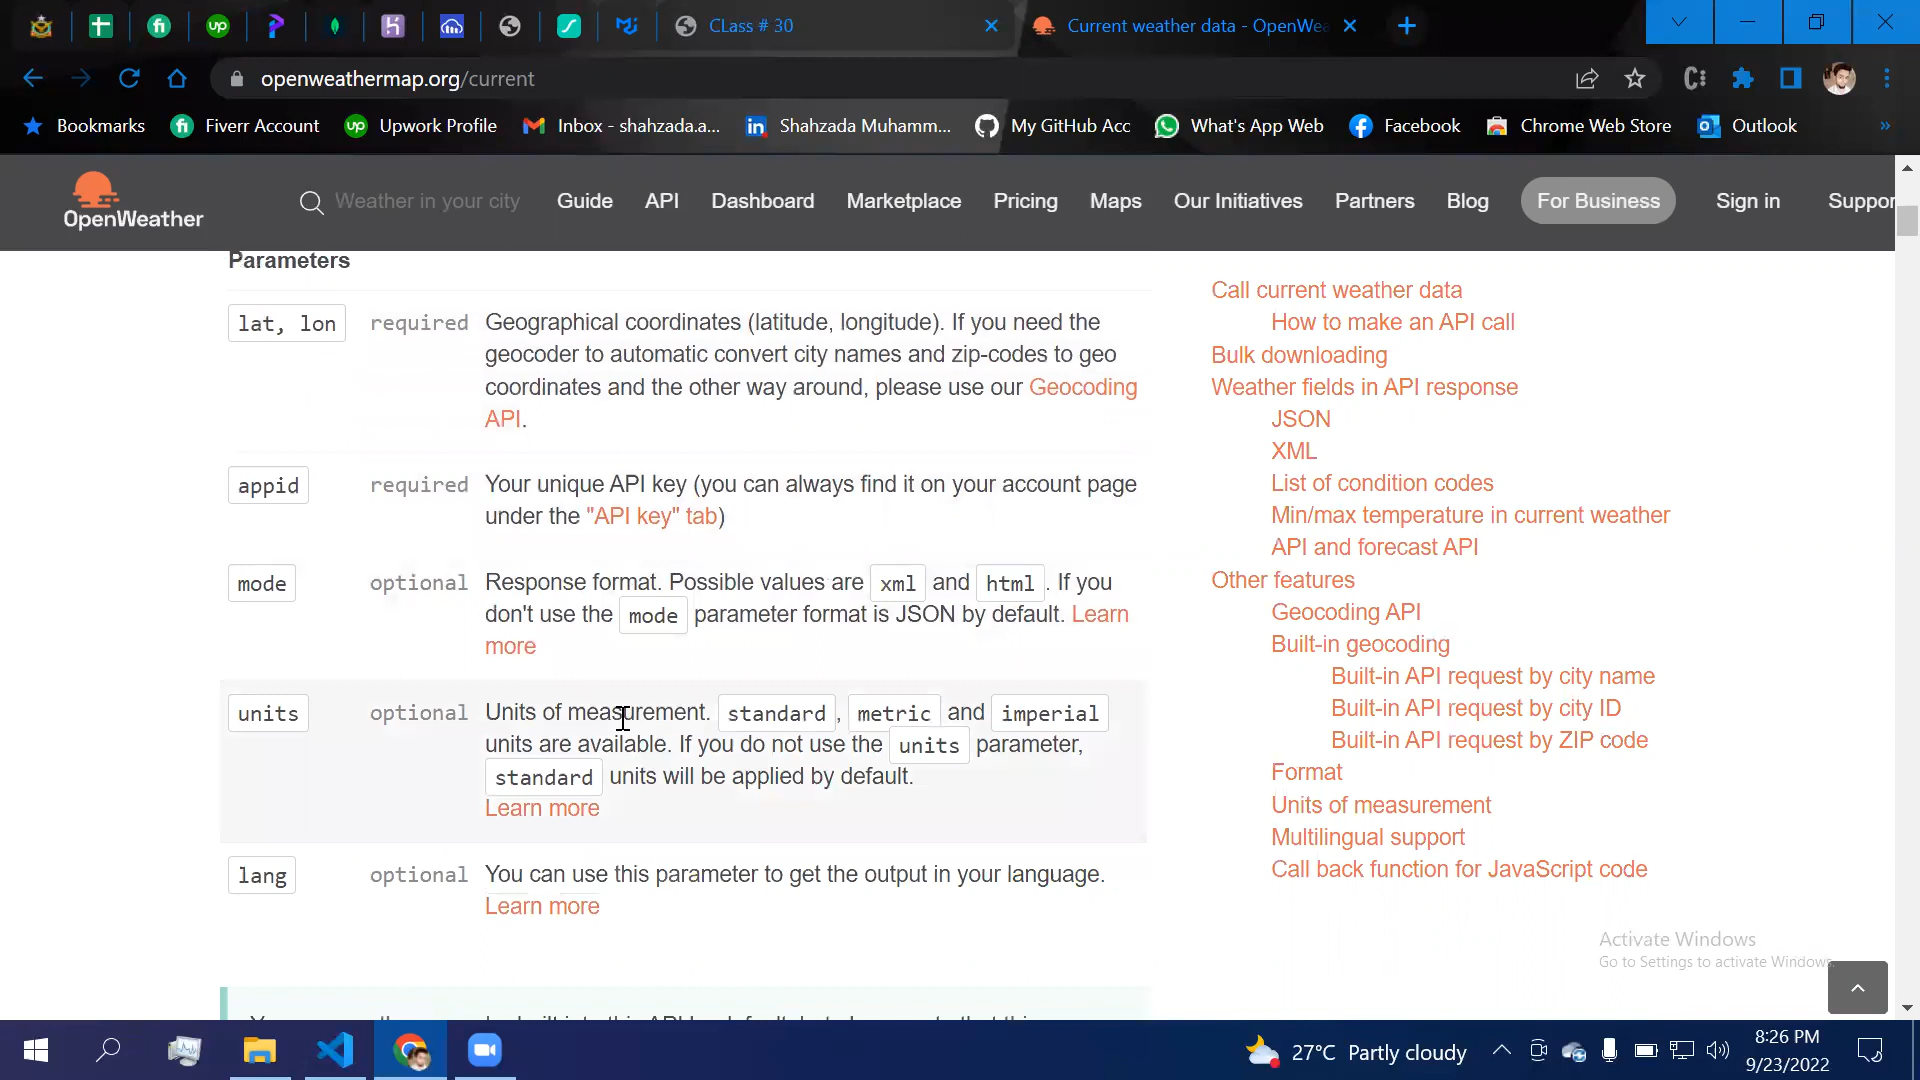 CLass # 30
Current weather data - OpenWea
openweathermap.org/current
Bookmarks
Fiverr Account
Upwork Profile
Inbox - shahzada.a...
Shahzada Muhamm...
My GitHub Acc
What's App Web
Facebook
Chrome Web Store
Outlook
OpenWeather
Weather in your city
Guide
API
Dashboard
Marketplace
Pricing
Maps
Our Initiatives
Partners
Blog
For Business
Sign in
Suppor
Parameters
lat, lon required Geographical coordinates (latitude, longitude). If you need the
geocoder to automatic convert city names and zip-codes to geo
coordinates and the other way around, please use our Geocoding
API.
appid required Your unique API key (you can always find it on your account page
under the "API key" tab)
mode optional Response format. Possible values are xml and html. If you
don't use the mode parameter format is JSON by default. Learn
more
units optional Units of measurement. standard, metric and imperial
units are available. If you do not use the units parameter,
standard units will be applied by default.
Learn more
lang optional You can use this parameter to get the output in your language.
Learn more
Call current weather data
How to make an API call
Bulk downloading
Weather fields in API response
JSON
XML
List of condition codes
Min/max temperature in current weather
API and forecast API
Other features
Geocoding API
Built-in geocoding
Built-in API request by city name
Built-in API request by city ID
Built-in API request by ZIP code
Format
Units of measurement
Multilingual support
Call back function for JavaScript code
Activate Windows
Go to Settings to activate Windows.
27°C Partly cloudy
8:26 PM
9/23/2022